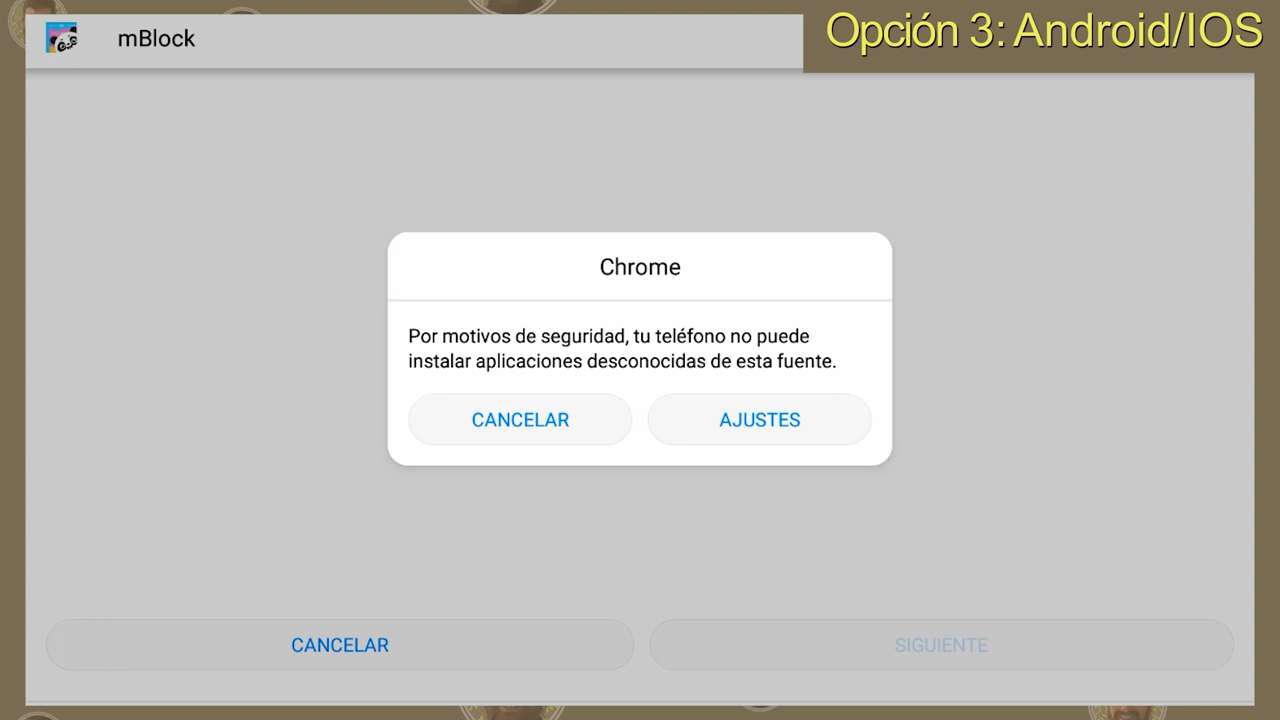 mBlock
Opción 3: Android/IOS
Chrome
Por motivos de seguridad, tu teléfono no puede
instalar aplicaciones desconocidas de esta fuente.
CANCELAR
AJUSTES
CANCELAR
SIGUIENTE